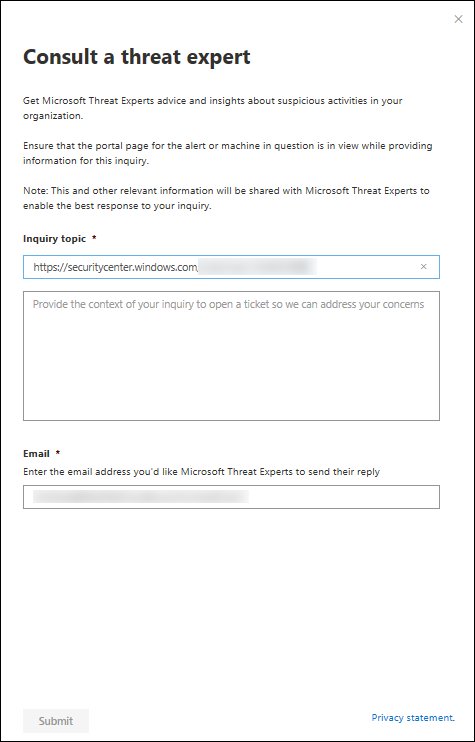 Consult a threat expert
Get Microsoft Threat Experts advice and insights about suspicious activities in your
organization.
Ensure that the portal page for the alert or machine in question is in view while providing
information for this inquiry.
Note: This and other relevant information will be shared with Microsoft Threat Experts to
enable the best response to your inquiry.
Inquiry topic *
https://securitycenter.windows.com/
Provide the context of your inquiry to open a ticket so we can address your concerns
Email *
Enter the email address you'd like Microsoft Threat Experts to send their reply
Submit
Privacy statement.